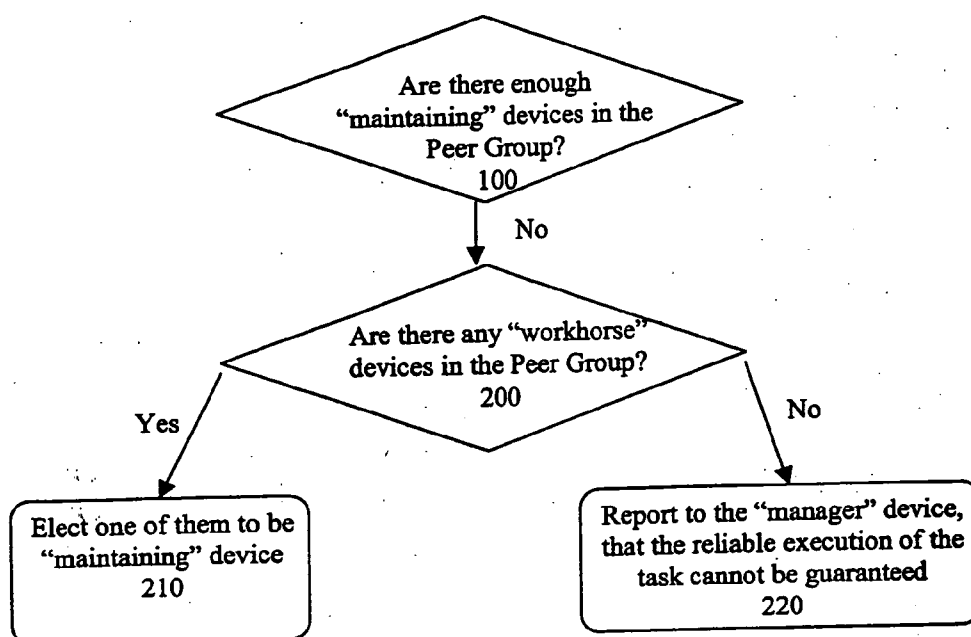 Are there enough
“maintaining” devices in the
Peer Group?
100
No
Are there any “workhorse”
devices in the Peer Group?
200
Yes
No
Elect one of them to be
“maintaining” device
210
Report to the “manager” device,
that the reliable execution of the
task cannot be guaranteed
220